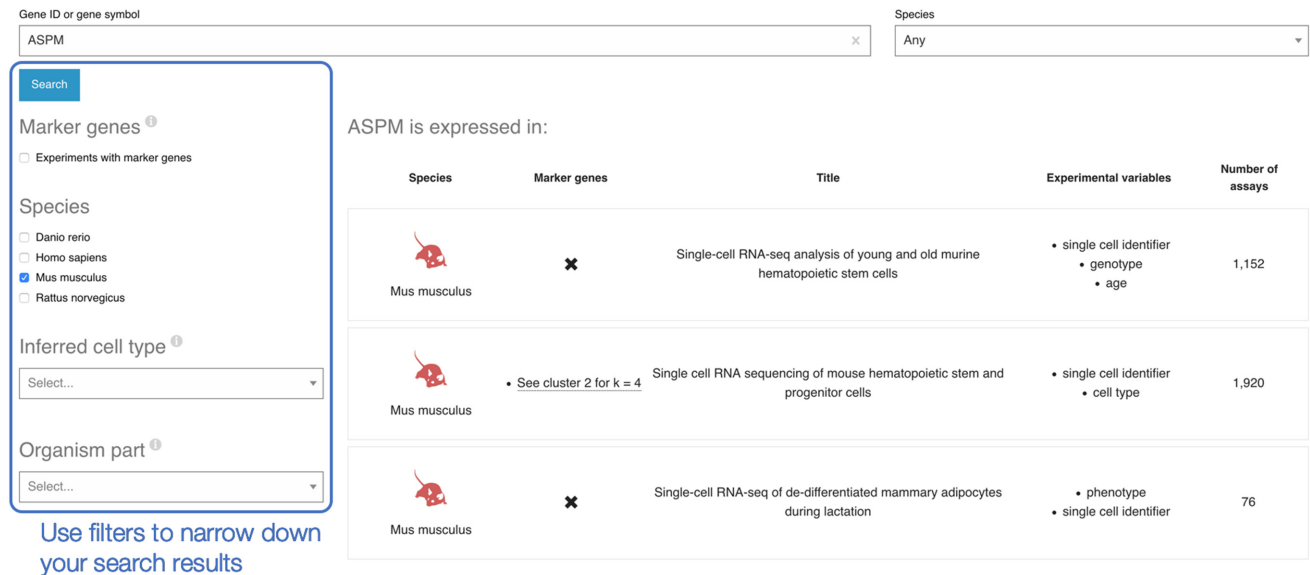 Gene ID or gene symbol
Species
ASPM
Any
Search
Marker genes
Experiments with marker genes
Species
Danio rerio
Homo sapiens
Mus musculus
Rattus norvegicus
Inferred cell type
Select...
Organism part
Select...
Use filters to narrow down
your search results
ASPM is expressed in:
Species Marker genes Title Experimental variables Number of
assays
Mus musculus
Single-cell RNA-seq analysis of young and old murine
hematopoietic stem cells
• single cell identifier
• genotype
• age
1,152
Mus musculus
• See cluster 2 for k = 4
Single cell RNA sequencing of mouse hematopoietic stem and
progenitor cells
• single cell identifier
• cell type
1,920
Mus musculus
Single-cell RNA-seq of de-differentiated mammary adipocytes
during lactation
• phenotype
• single cell identifier
76